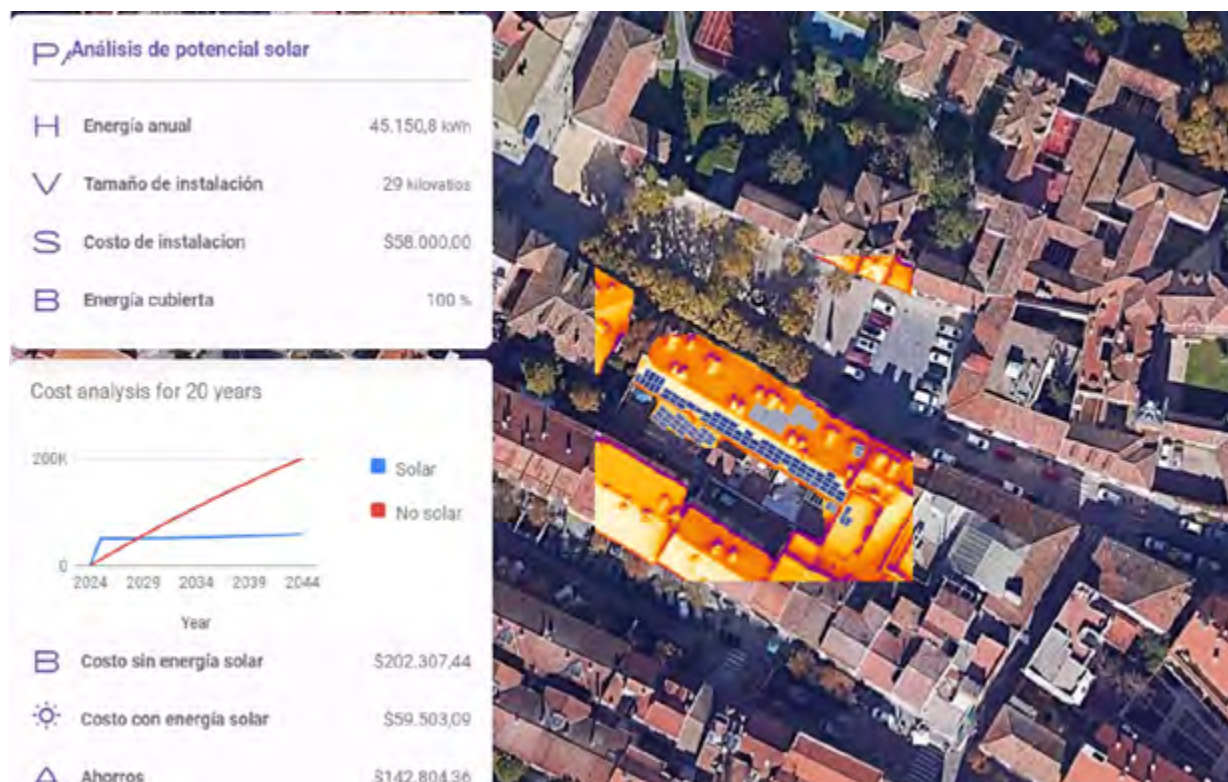 Análisis de potencial solar
Energía anual 45.150,8 kWh
Tamaño de instalación 29 kilovatios
Costo de instalacion $58.000,00
Energía cubierta 100 %
Cost analysis for 20 years
200K
0
Solar
No solar
2024 2029 2034 2039 2044
Year
Costo sin energía solar $202.307,44
Costo con energía solar $59.503,09
Ahorros $142.804,36